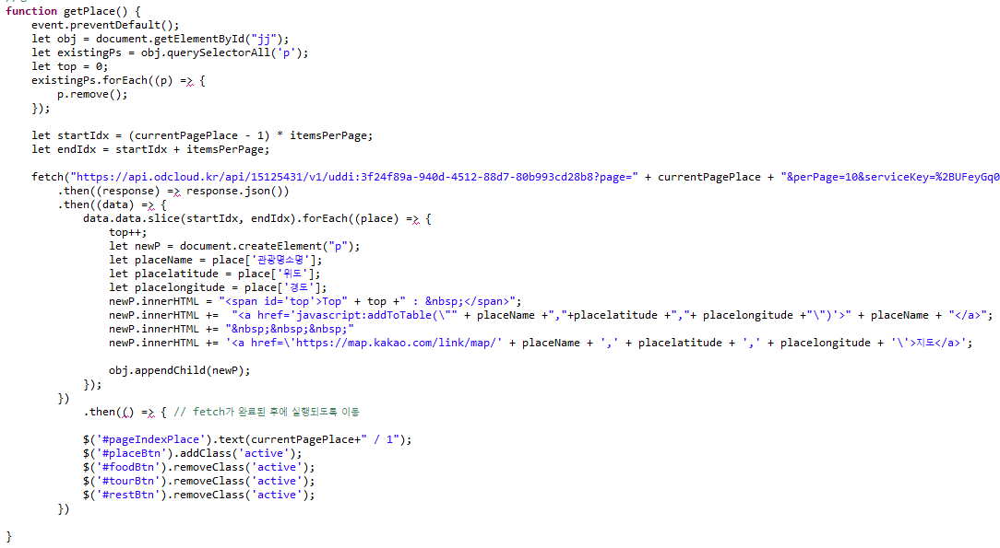 function getPlace() {
    event.preventDefault();
    let obj = document.getElementById("jj");
    let existingPs = obj.querySelectorAll('p');
    let top = 0;
    existingPs.forEach((p) => {
        p.remove();
    });
    let startIdx = (currentPagePlace - 1) * itemsPerPage;
    let endIdx = startIdx + itemsPerPage;
    fetch("https://api.odcloud.kr/api/15125431/v1/uddi:3f24f89a-940d-4512-88d7-80b993cd28b8?page=" + currentPagePlace + "&perPage=10&serviceKey=%2BUFeyGq0
        .then((response) => response.json())
        .then((data) => {
            data.data.slice(startIdx, endIdx).forEach((place) => {
                top++;
                let newP = document.createElement("p");
                let placeName = place['관광명소명'];
                let placelatitude = place['위도'];
                let placelongitude = place['경도'];
                newP.innerHTML = "<span id='top'>Top" + top +" : &nbsp;</span>";
                newP.innerHTML +=  "<a href='javascript:addToTable(\"" + placeName +","+placelatitude +","+ placelongitude +"\")'>" + placeName + "</a>";
                newP.innerHTML += "&nbsp;&nbsp;&nbsp;"
                newP.innerHTML += '<a href=\'https://map.kakao.com/link/map/' + placeName + ',' + placelatitude + ',' + placelongitude + '\'>지도</a>';
                obj.appendChild(newP);
            });
        })
            .then(() => { // fetch가 완료된 후에 실행되도록 이동
            $('#pageIndexPlace').text(currentPagePlace+" / 1");
            $('#placeBtn').addClass('active');
            $('#foodBtn').removeClass('active');
            $('#tourBtn').removeClass('active');
            $('#restBtn').removeClass('active');
        })
}